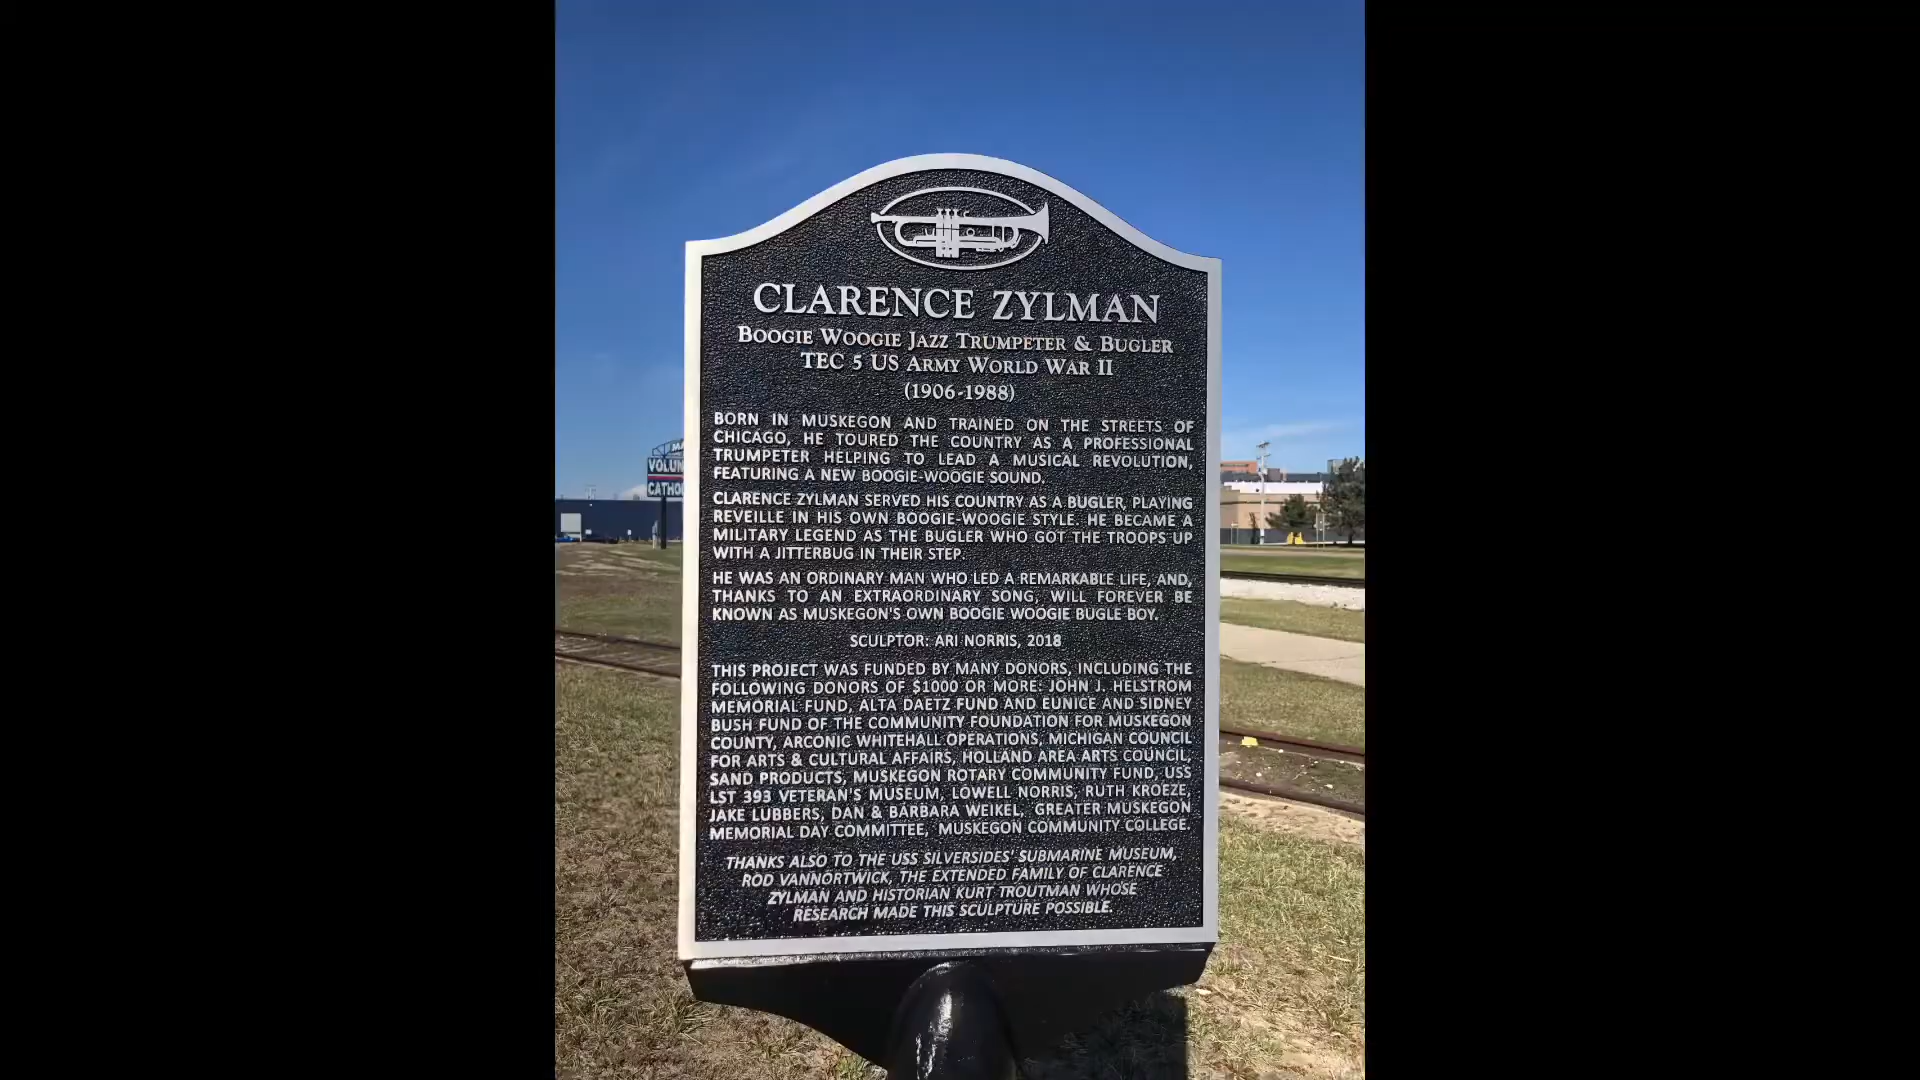 CLARENCE ZYLMAN
BOOGIE WOOGIE JAZZ TRUMPETER & BUGLER
TEC 5 US ARMY WORLD WAR II
(1906-1988)
BORN IN MUSKEGON AND TRAINED ON THE STREETS OF
CHICAGO, HE TOURED THE COUNTRY AS A PROFESSIONAL
TRUMPETER HELPING TO LEAD A MUSICAL REVOLUTION,
FEATURING A NEW BOOGIE-WOOGIE SOUND.
CLARENCE ZYLMAN SERVED HIS COUNTRY AS A BUGLER, PLAYING
REVEILLE IN HIS OWN BOOGIE-WOOGIE STYLE. HE BECAME A
MILITARY LEGEND AS THE BUGLER WHO GOT THE TROOPS UP
WITH A JITTERBUG IN THEIR STEP.
HE WAS AN ORDINARY MAN WHO LED A REMARKABLE LIFE, AND,
THANKS TO AN EXTRAORDINARY SONG, WILL FOREVER BE
KNOWN AS MUSKEGON'S OWN BOOGIE WOOGIE BUGLE BOY.
SCULPTOR: ARI NORRIS, 2018
THIS PROJECT WAS FUNDED BY MANY DONORS, INCLUDING THE
FOLLOWING DONORS OF $1000 OR MORE: JOHN J. HELSTROM
MEMORIAL FUND, ALTA DAETZ FUND AND EUNICE AND SIDNEY
BUSH FUND OF THE COMMUNITY FOUNDATION FOR MUSKEGON
COUNTY, ARCONIC WHITEHALL OPERATIONS, MICHIGAN COUNCIL
FOR ARTS & CULTURAL AFFAIRS, HOLLAND AREA ARTS COUNCIL,
SAND PRODUCTS, MUSKEGON ROTARY COMMUNITY FUND, USS
LST 393 VETERAN'S MUSEUM, LOWELL NORRIS, RUTH KROEZE,
JAKE LUBBERS, DAN & BARBARA WEIKEL, GREATER MUSKEGON
MEMORIAL DAY COMMITTEE, MUSKEGON COMMUNITY COLLEGE.
THANKS ALSO TO THE USS SILVERSIDES' SUBMARINE MUSEUM,
ROD VANNORTWICK, THE EXTENDED FAMILY OF CLARENCE
ZYLMAN AND HISTORIAN KURT TROUTMAN WHOSE
RESEARCH MADE THIS SCULPTURE POSSIBLE.
MA
VOLUN
CATHO